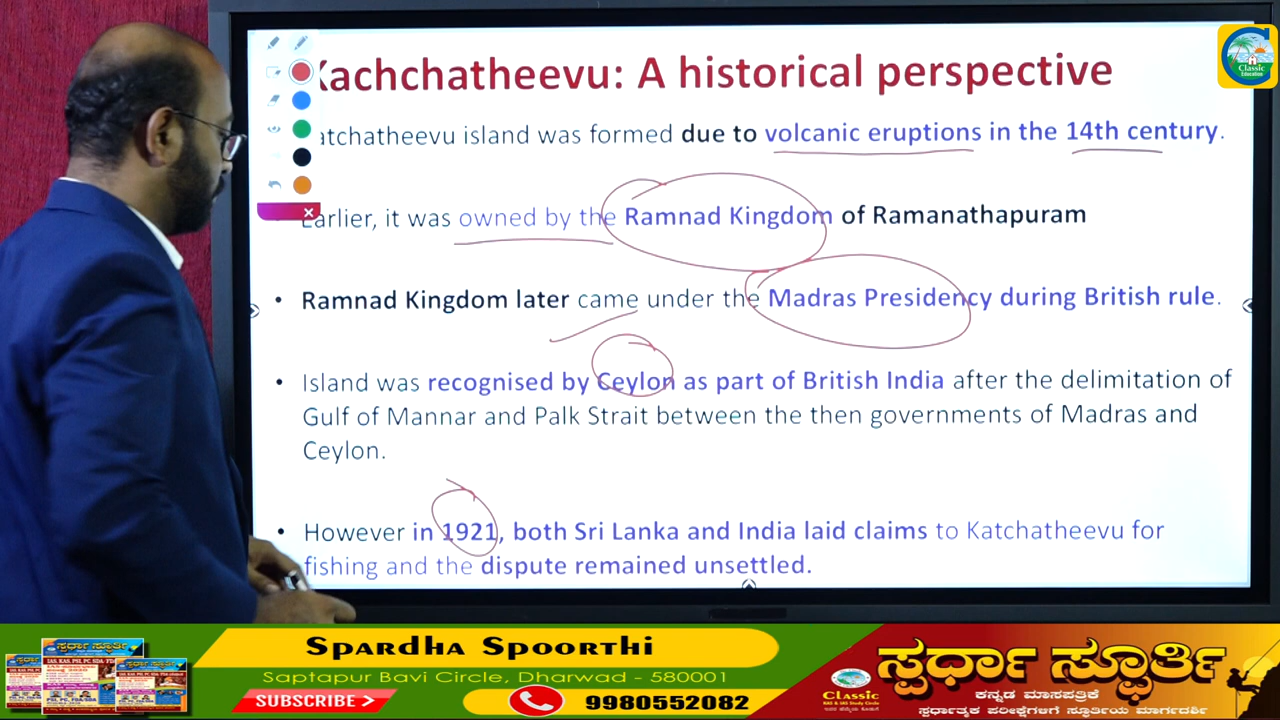 Kachchatheevu: A historical perspective
Classic
Education
atchatheevu island was formed due to volcanic eruptions in the 14th century.
Earlier, it was owned by the Ramnad Kingdom of Ramanathapuram
• Ramnad Kingdom later came under the Madras Presidency during British rule.
• Island was recognised by Ceylon as part of British India after the delimitation of
Gulf of Mannar and Palk Strait between the then governments of Madras and
Ceylon.
• However in 1921, both Sri Lanka and India laid claims to Katchatheevu for
fishing and the dispute remained unsettled.
Spardha Spoorthi
Saptapur Bavi Circle, Dharwad - 580001
SUBSCRIBE >
9980552082
ಸ್ಪರ್ಧಾ ಸ್ಫೂರ್ತಿ
Classic
ಕನ್ನಡ ಮಾಸಪತ್ರಿಕೆ
ಸ್ಪರ್ಧಾತ್ಮಕ ಪರೀಕ್ಷೆಗಳಿಗೆ ಸ್ಫೂರ್ತಿಯ ಮಾರ್ಗದರ್ಶಿ